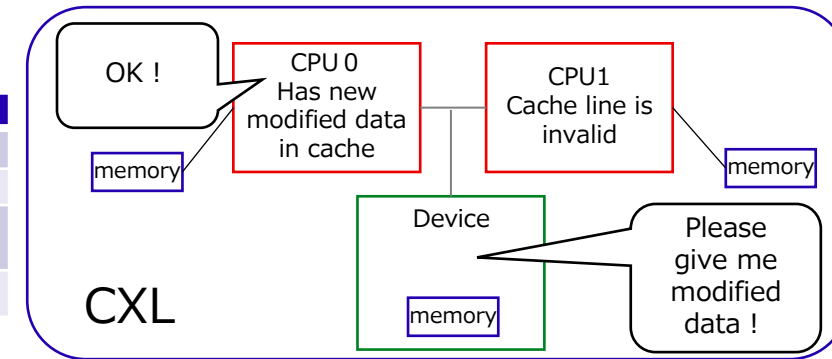 OK !
CPU 0
Has new
modified data
in cache
CPU1
Cache line is
invalid
memory
memory
Device
memory
Please
give me
modified
data !
CXL